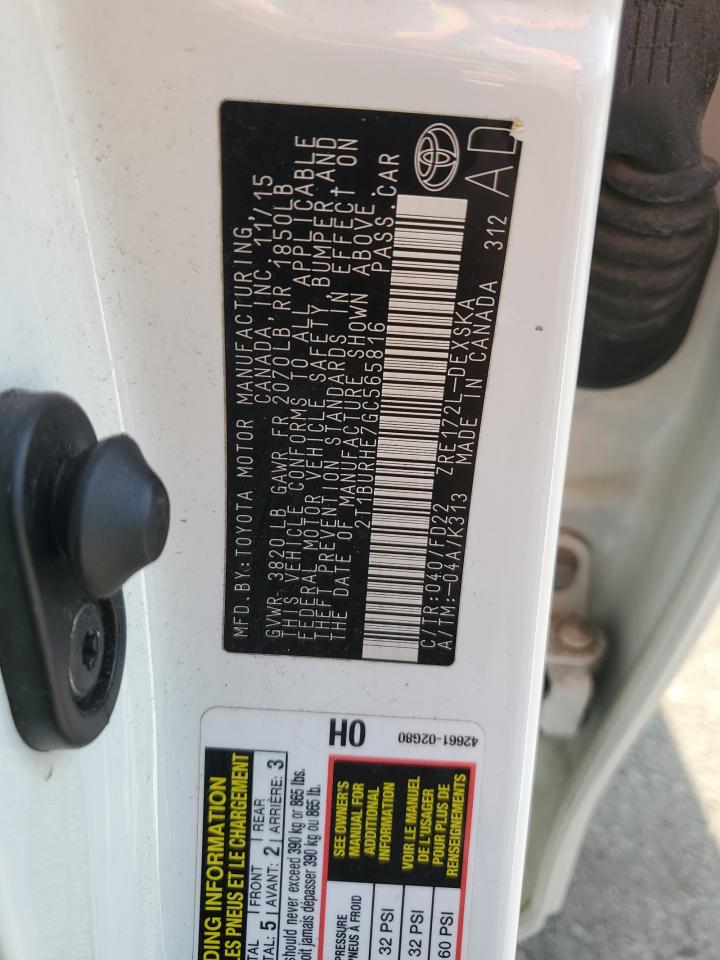 MFD. BY: TOYOTA MOTOR MANUFACTURING,
CANADA, INC. 11/15
GVWR 3820 LB GAWR FR 2070 LB, RR 1850LB
THIS VEHICLE CONFORMS TO ALL APPLICABLE
FEDERAL MOTOR VEHICLE SAFETY, BUMPER, AND
THEFT PREVENTION STANDARDS IN EFFECT ON
THE DATE OF MANUFACTURE SHOWN ABOVE.
2T1BURHE7GC565816 PASS. CAR
C/TR: 040/FD22 ZRE172L-DEXSKA
A/TM: -04A/K313 MADE IN CANADA 312
AD
DING INFORMATION
LES PNEUS ET LE CHARGEMENT
TAL FRONT REAR
TAL: 5 AVANT: 2 ARRIÈRE: 3
should never exceed 390 kg or 865 lbs.
oit jamais dépasser 390 kg ou 865 lb.
OH
42661-02G80
SEE OWNER'S
MANUAL FOR
ADDITIONAL
INFORMATION
VOIR LE MANUEL
DE L'USAGER
POUR PLUS DE
RENSEIGNEMENTS
PRESSURE
PNEUS À FROID
32 PSI
32 PSI
60 PSI